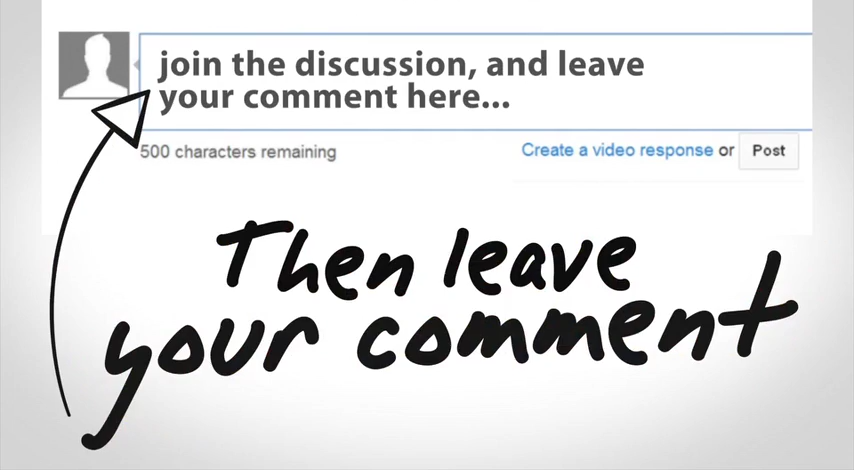 join the discussion, and leave
your comment here...
500 characters remaining
Create a video response or Post
Then leave
your comment